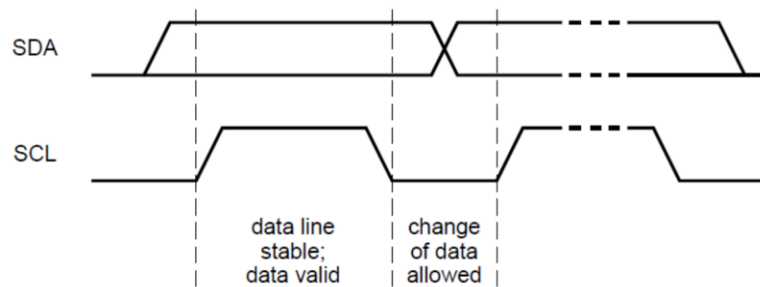 SDA
SCL
data line
stable;
data valid
change
of data
allowed